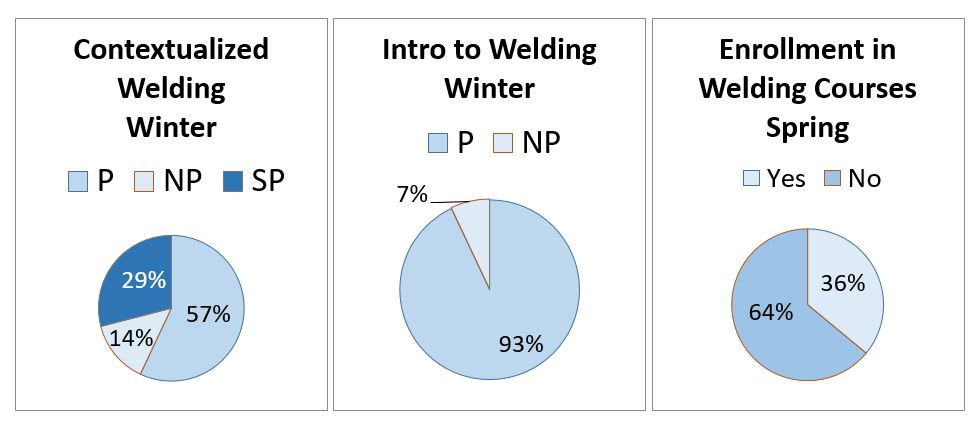 Contextualized
Welding
Winter
P NP SP
29%
57%
14%
Intro to Welding
Winter
P NP
7%
93%
Enrollment in
Welding Courses
Spring
Yes No
36%
64%